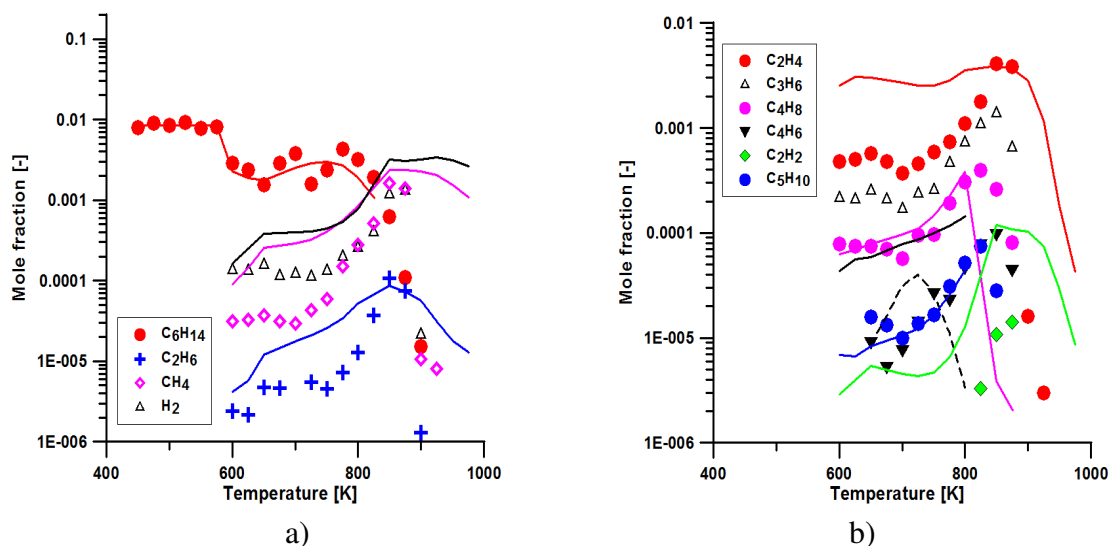 0.1
0.01
0.001
0.0001
1E-005
1E-006
Mole fraction [-]
C6H14
C2H6
CH4
H2
400
600
800
1000
Temperature [K]
a)
0.01
0.001
0.0001
1E-005
1E-006
Mole fraction [-]
C2H4
C3H6
C4H8
C4H6
C2H2
C5H10
400
600
800
1000
Temperature [K]
b)